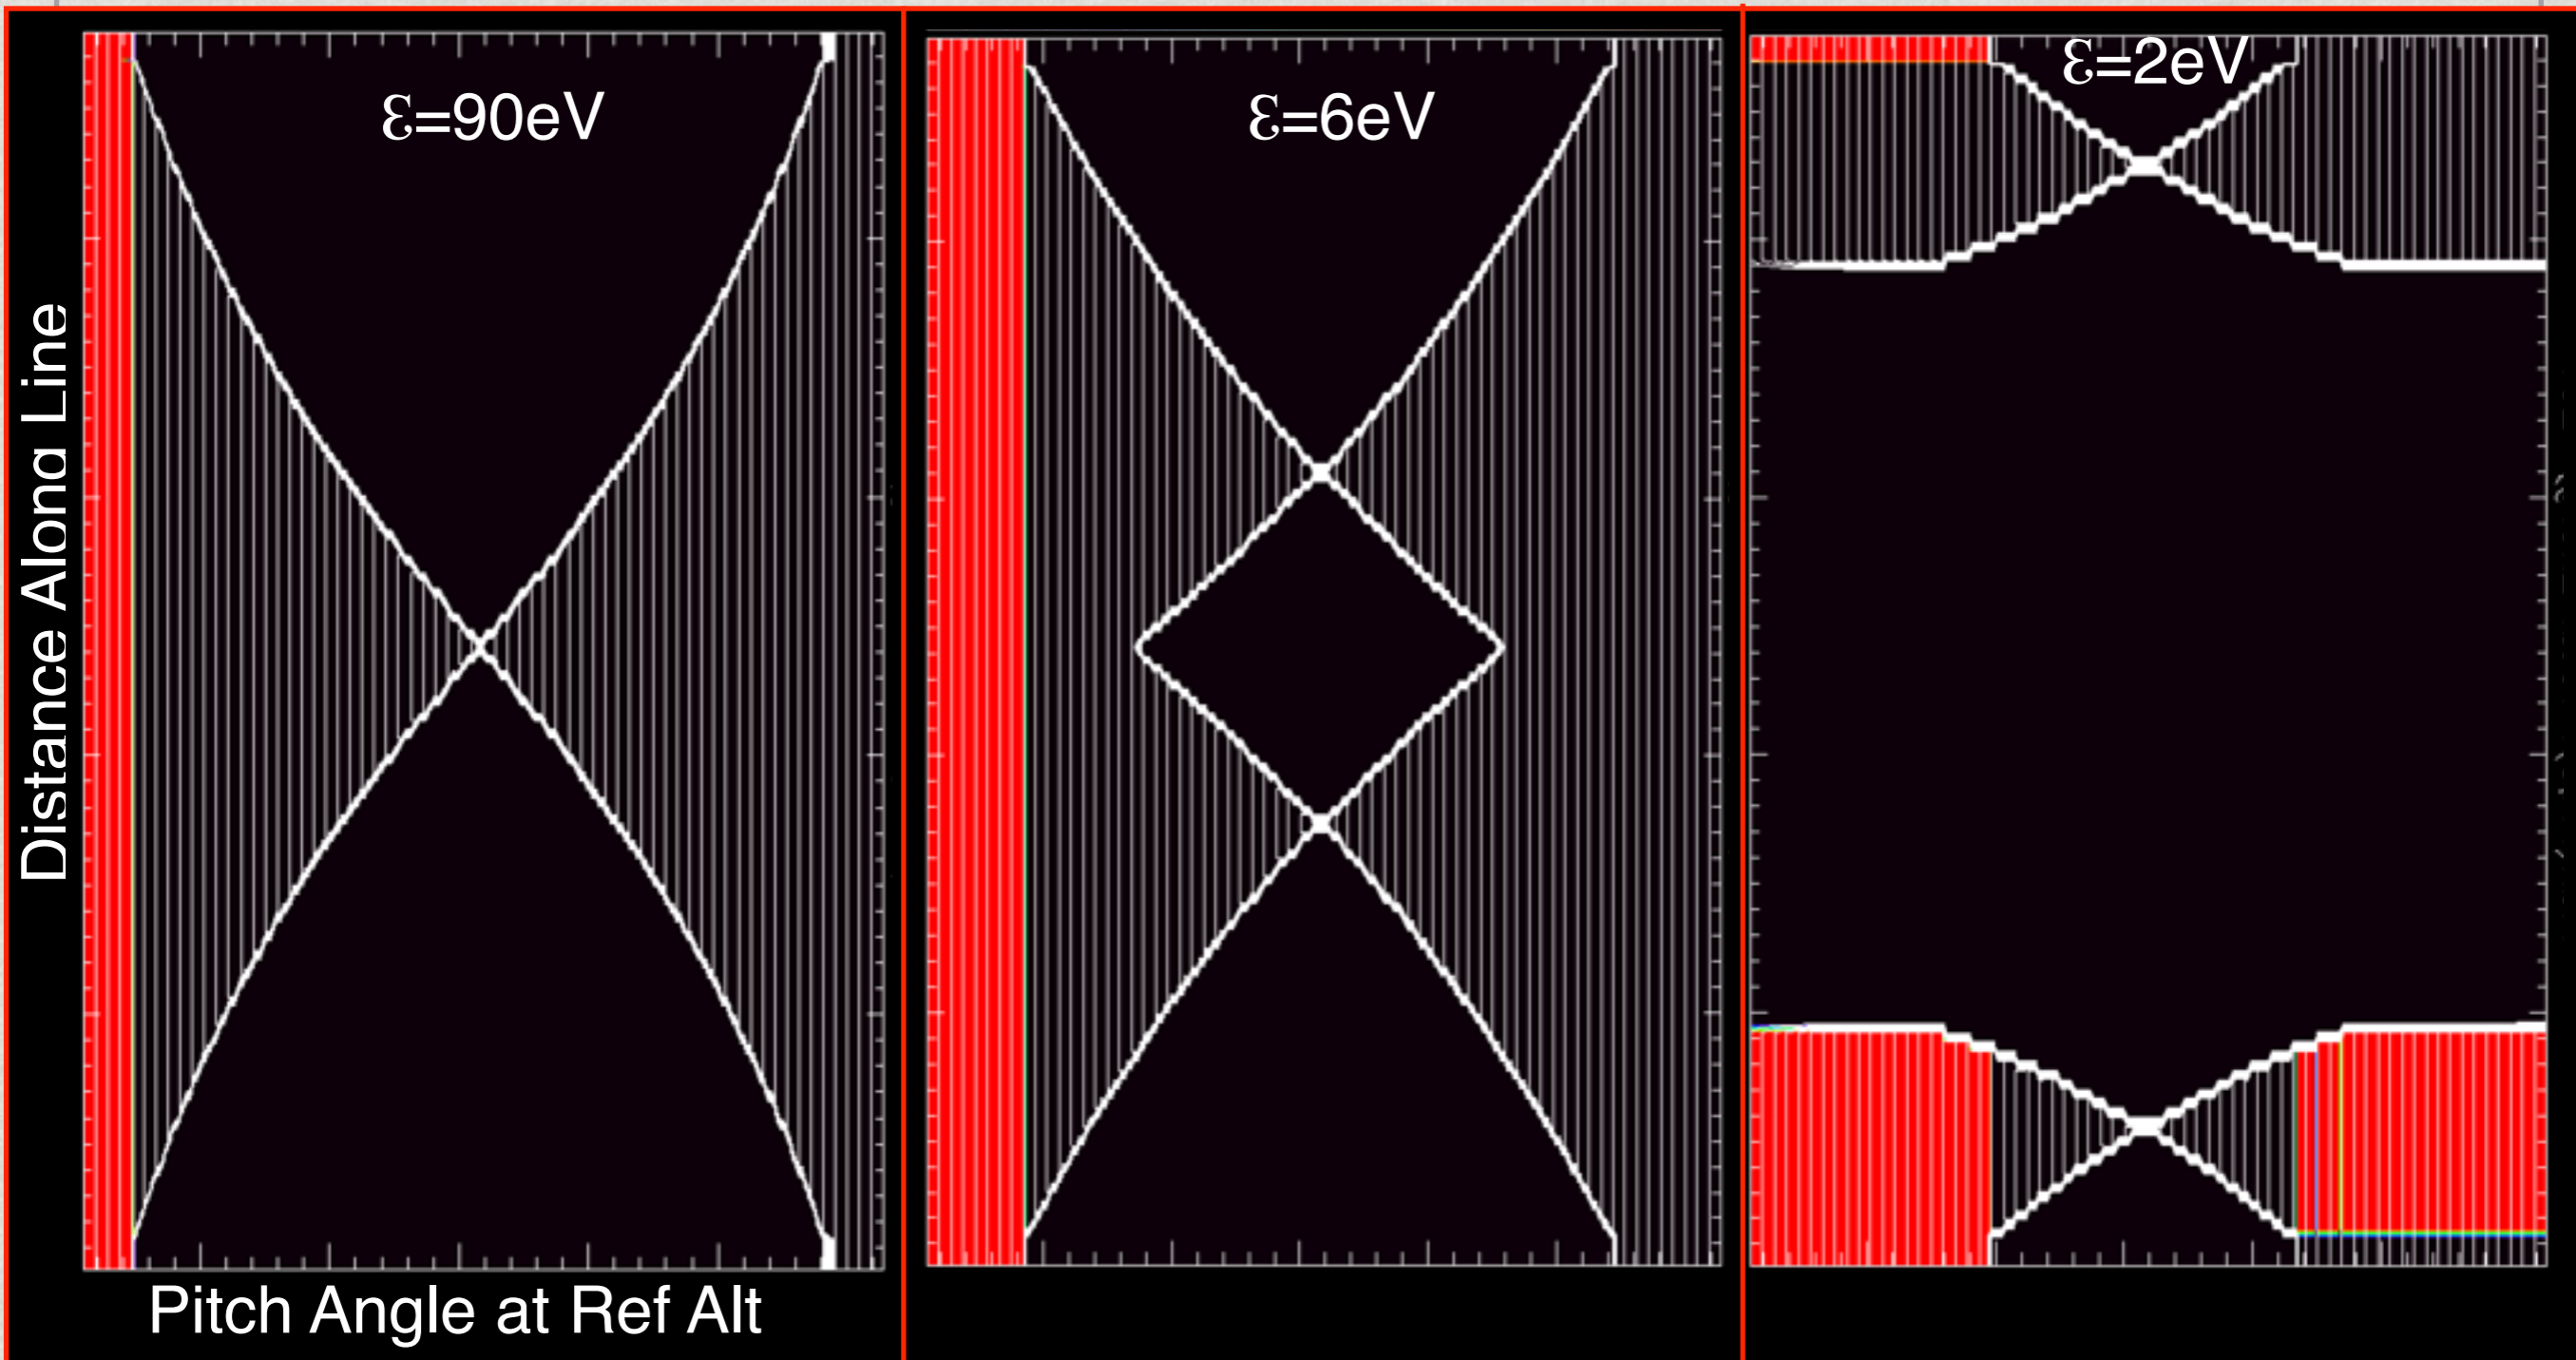 Ɛ=90eV
Ɛ=6eV
Ɛ=2eV
Distance Along Line
Pitch Angle at Ref Alt